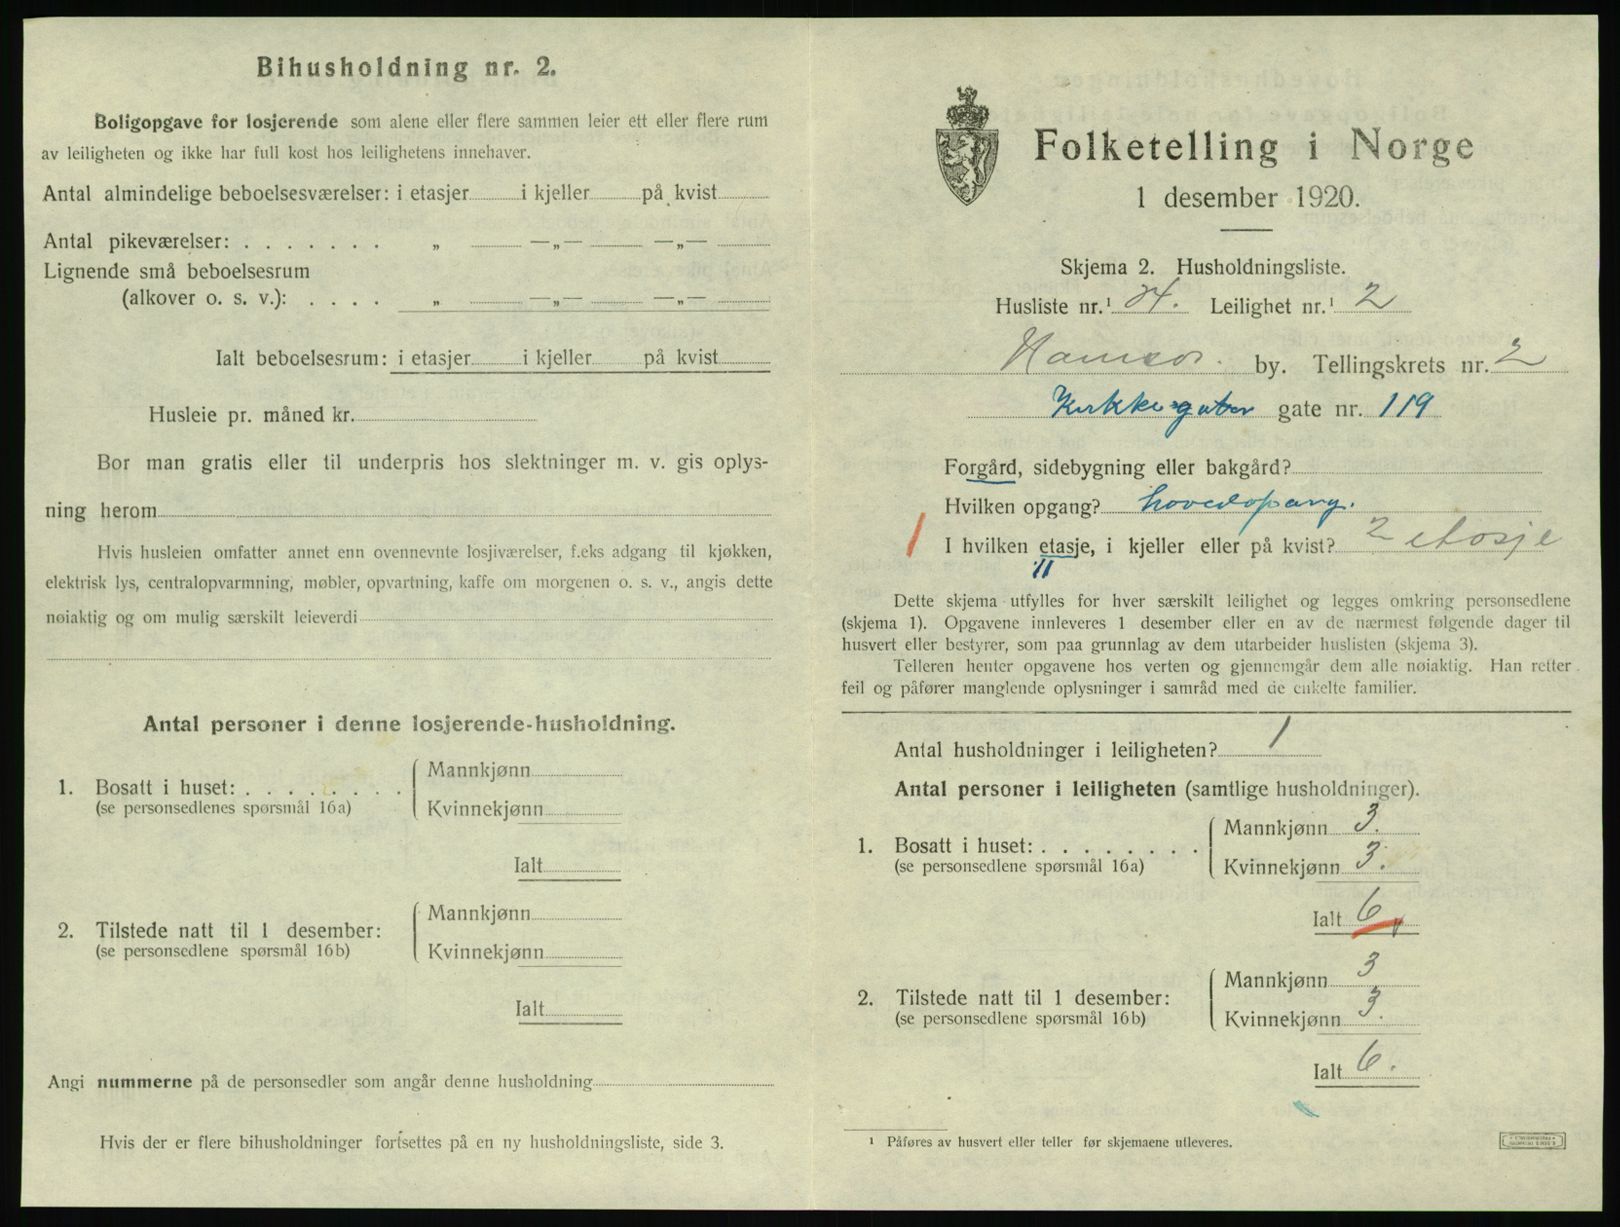 Bihusholdning nr. 2.
Boligopgave for losjerende som alene eller flere sammen leier ett eller flere rum
av leiligheten og ikke har full kost hos leilighetens innehaver.
Antal almindelige beboelsesværelser: i etasjer i kjeller på kvist
Antal pikeværelser: . . . . . . . „ —„— —„—
Lignende små beboelsesrum
(alkover o. s. v.): . . . . „ —„— —„—
Ialt beboelsesrum: i etasjer i kjeller på kvist
Husleie pr. måned kr.
Bor man gratis eller til underpris hos slektninger m. v. gis oplys-
ning herom
Hvis husleien omfatter annet enn ovennevnte losjiværelser, f.eks adgang til kjøkken,
elektrisk lys, centralopvarmning, møbler, opvartning, kaffe om morgenen o. s. v., angis dette
nøiaktig og om mulig særskilt leieverdi
Antal personer i denne losjerende-husholdning.
1. Bosatt i huset: . . . . . . . .
(se personsedlenes spørsmål 16a)
Mannkjønn
Kvinnekjønn
Ialt
2. Tilstede natt til 1 desember:
(se personsedlene spørsmål 16b)
Mannkjønn
Kvinnekjønn
Ialt
Angi nummerne på de personsedler som angår denne husholdning
Hvis der er flere bihusholdninger fortsettes på en ny husholdningsliste, side 3.
Folketelling i Norge
1 desember 1920.
Skjema 2. Husholdningsliste.
Husliste nr.¹ Leilighet nr.¹ 2
Namsos. by. Tellingskrets nr. 2
Kirkegaten gate nr. 119
Forgård, sidebygning eller bakgård?
Hvilken opgang? hovedopang.
1 I hvilken etasje, i kjeller eller på kvist? 2 etasje
II
Dette skjema utfylles for hver særskilt leilighet og legges omkring personsedlene
(skjema 1). Opgavene innleveres 1 desember eller en av de nærmest følgende dager til
husvert eller bestyrer, som paa grunnlag av dem utarbeider huslisten (skjema 3).
Telleren henter opgavene hos verten og gjennemgår dem alle nøiaktig. Han retter
feil og påfører manglende oplysninger i samråd med de enkelte familier.
Antal husholdninger i leiligheten? 1
Antal personer i leiligheten (samtlige husholdninger).
1. Bosatt i huset: . . . . . . . .
(se personsedlene spørsmål 16a)
Mannkjønn 3.
Kvinnekjønn 3.
Ialt 6
2. Tilstede natt til 1 desember:
(se personsedlene spørsmål 16b)
Mannkjønn 3
Kvinnekjønn 3.
Ialt 6.
¹ Påføres av husvert eller teller før skjemaene utleveres.